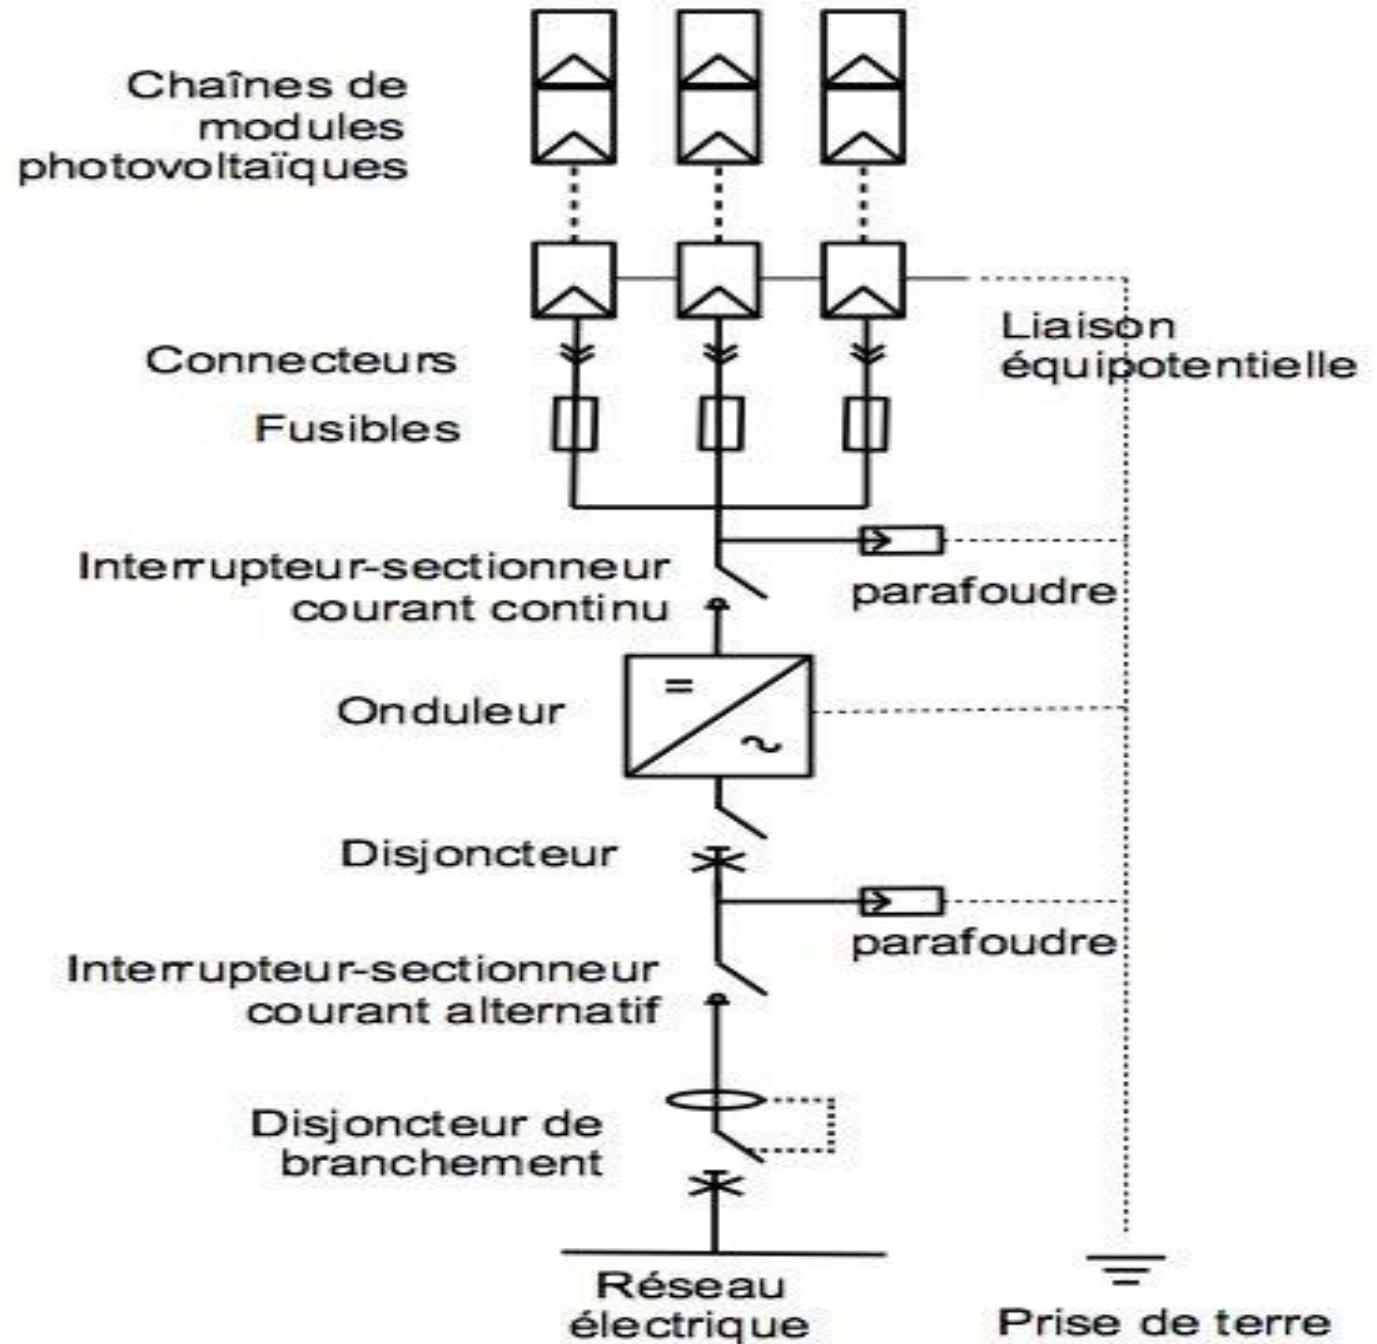 Chaînes de
modules
photovoltaïques
Liaison
équipotentielle
Connecteurs
Fusibles
Interrupteur-sectionneur
courant continu
parafoudre
=
Onduleur
~
Disjoncteur
parafoudre
Interrupteur-sectionneur
courant alternatif
Disjoncteur de
branchement
Réseau
électrique
Prise de terre